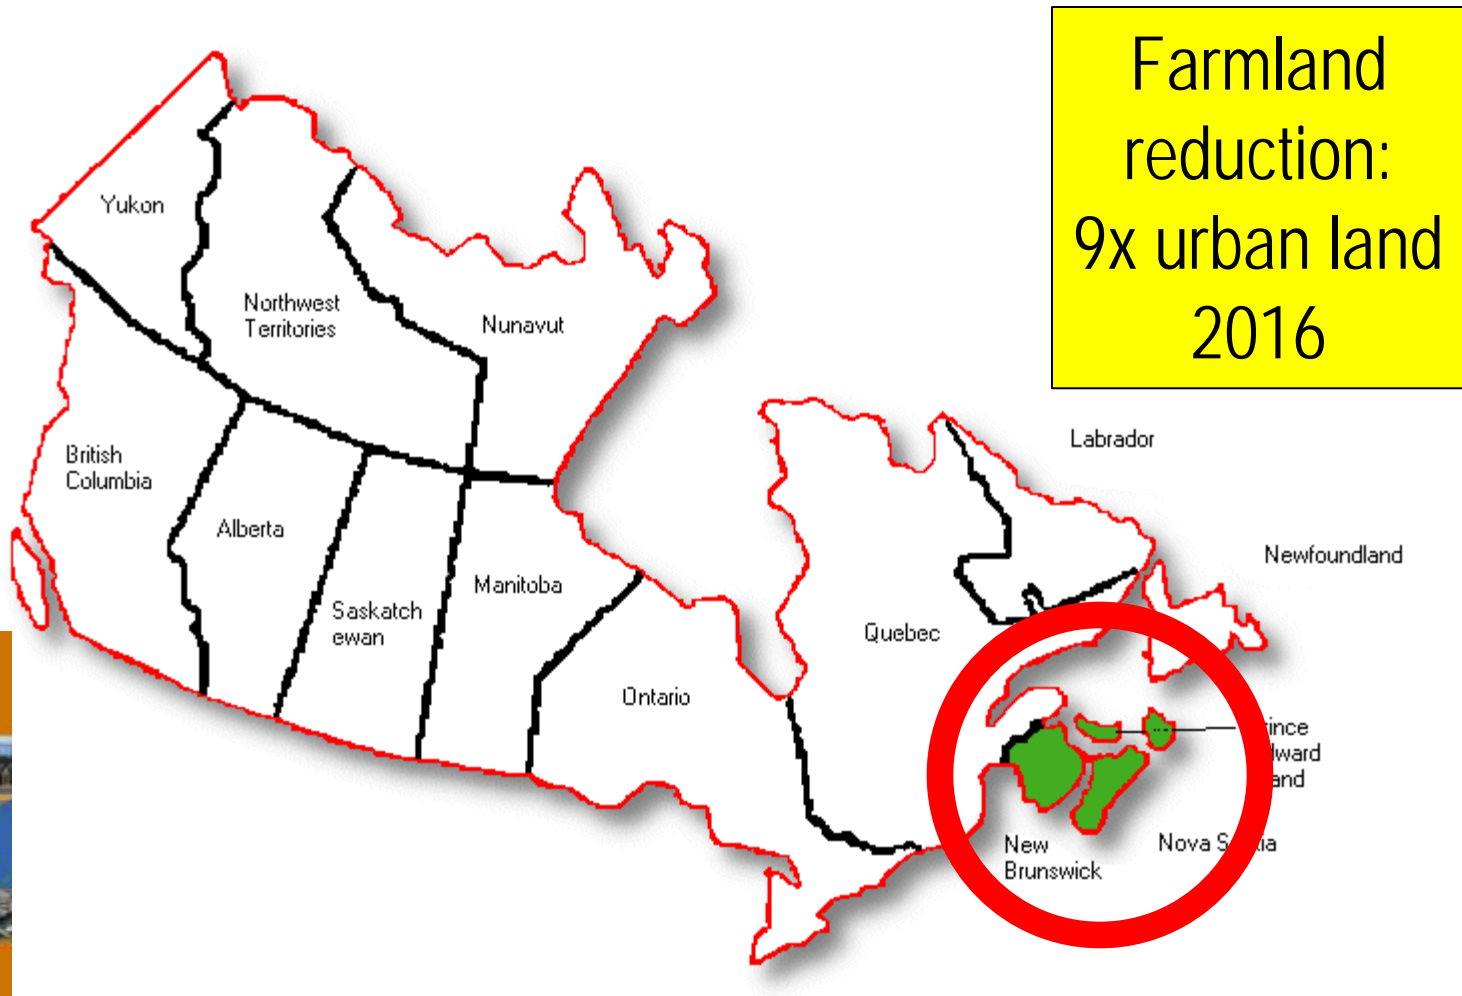 Farmland
reduction:
9x urban land
2016
Yukon
Northwest
Territories
Nunavut
British
Columbia
Alberta
Saskatch
ewan
Manitoba
Ontario
Quebec
Labrador
Newfoundland
New
Brunswick
Nova